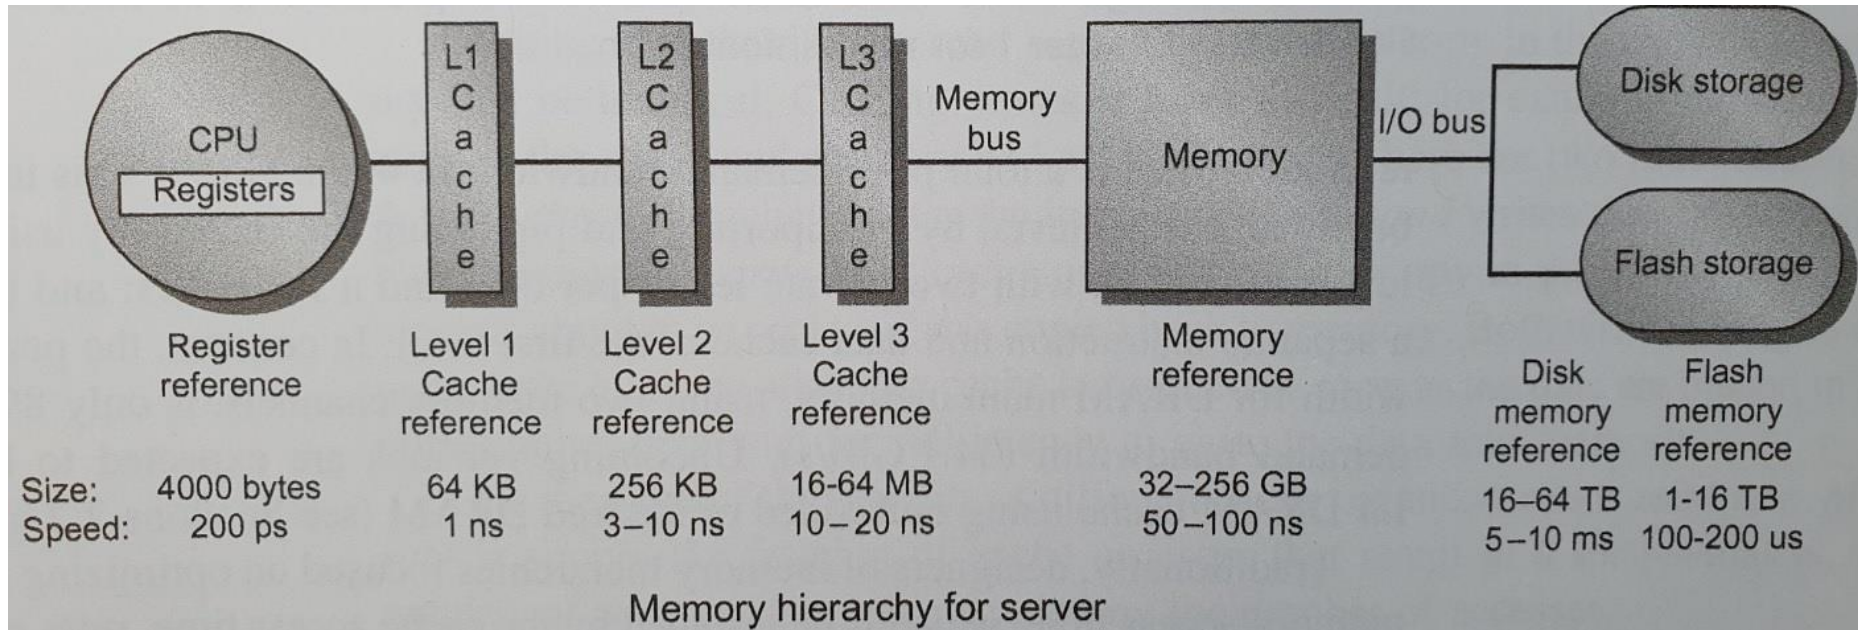 CPU
Registers
L1
C
a
c
h
e
L2
C
a
c
h
e
L3
C
a
c
h
e
Memory
bus
Memory
I/O bus
Disk storage
Flash storage
Register
reference
Level 1
Cache
reference
Level 2
Cache
reference
Level 3
Cache
reference
Memory
reference
Disk
memory
reference
Flash
memory
reference
Size: 4000 bytes 64 KB 256 KB 16-64 MB 32–256 GB 16–64 TB 1-16 TB
Speed: 200 ps 1 ns 3–10 ns 10–20 ns 50–100 ns 5–10 ms 100-200 us
Memory hierarchy for server